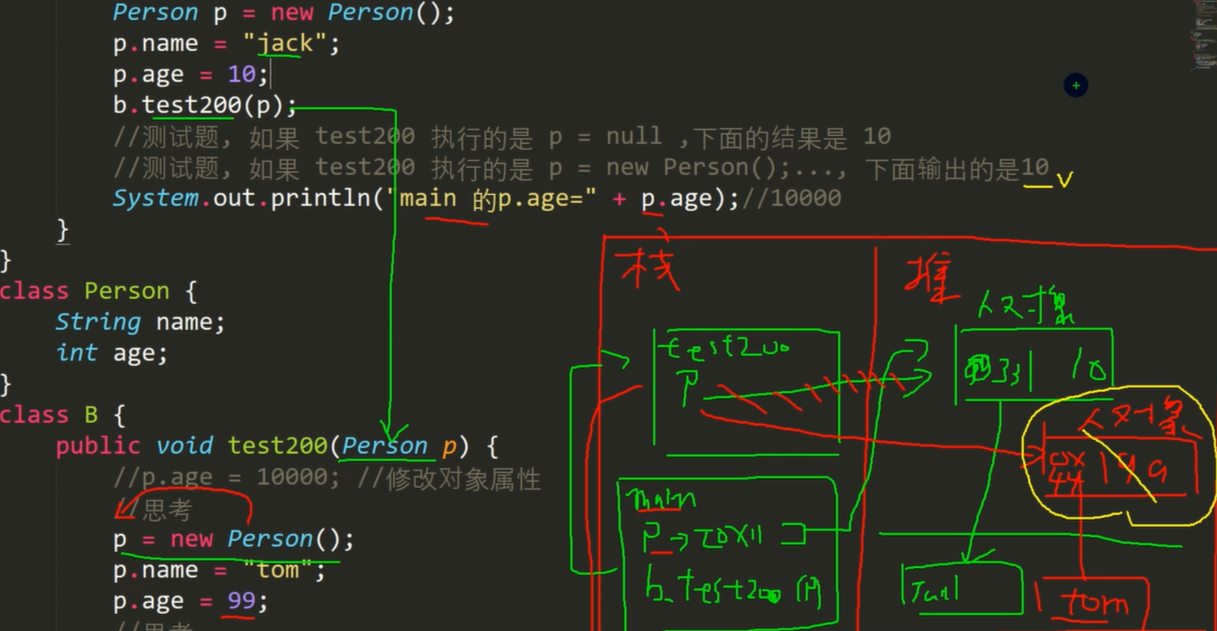 Person p = new Person();
p.name = "jack";
p.age = 10;
b.test200(p);
//测试题, 如果 test200 执行的是 p = null ,下面的结果是 10
//测试题, 如果 test200 执行的是 p = new Person();..., 下面输出的是10
System.out.println("main 的p.age=" + p.age);//10000
}
}
class Person {
String name;
int age;
}
class B {
public void test200(Person p) {
//p.age = 10000; //修改对象属性
//思考
p = new Person();
p.name = "tom";
p.age = 99;
//思考
栈
堆
test200
p
人对象
10
人对象
0x
44
99
main
p → 0x11
b.test200(p)
Jack
tom